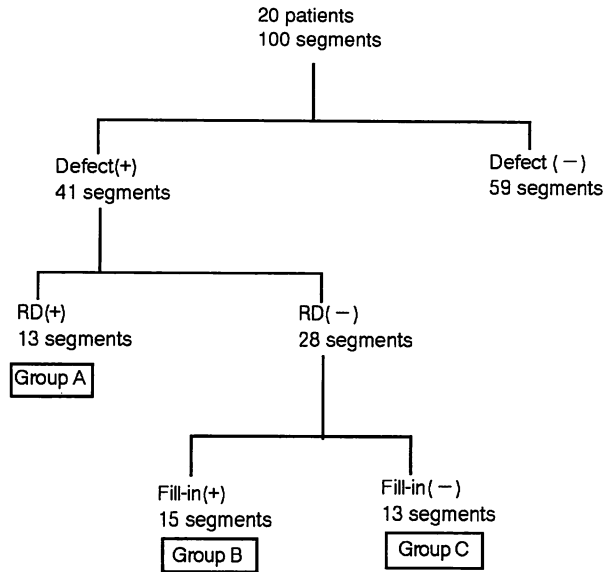 20 patients
100 segments
Defect(+)
41 segments
Defect (−)
59 segments
RD(+)
13 segments
Group A
RD(−)
28 segments
Fill-in(+)
15 segments
Group B
Fill-in(−)
13 segments
Group C